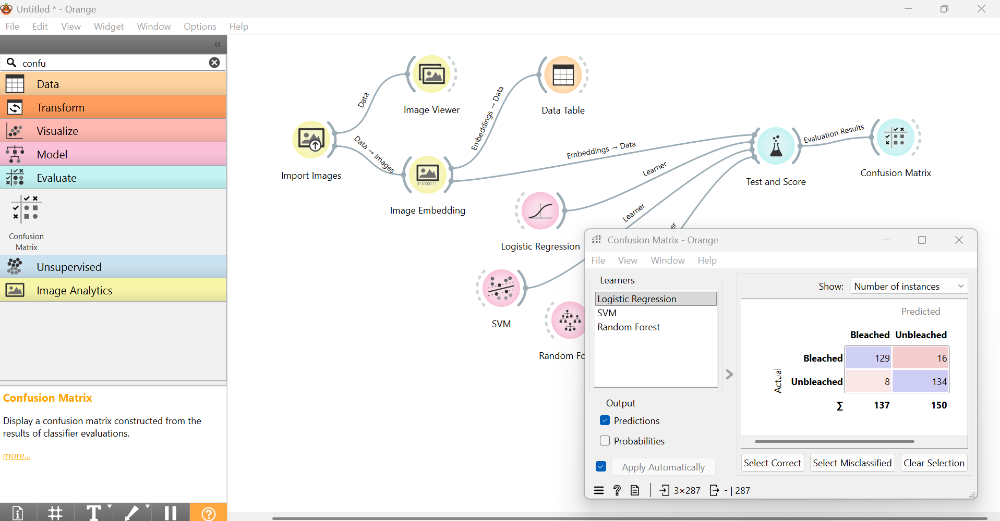 Untitled * - Orange
File Edit View Widget Window Options Help
confu
Data
Transform
Visualize
Model
Evaluate
Confusion
Matrix
Unsupervised
Image Analytics
Confusion Matrix
Display a confusion matrix constructed from the
results of classifier evaluations.
more...
Data
Image Viewer
Embeddings → Data
Data Table
Import Images
Data → Images
011000111
Image Embedding
Embeddings → Data
Learner
Learner
er
Logistic Regression
SVM
Random Fo
Test and Score
Evaluation Results
Confusion Matrix
Confusion Matrix - Orange
File View Window Help
Learners
Logistic Regression
SVM
Random Forest
Output
Predictions
Probabilities
Apply Automatically
Show: Number of instances
Predicted
Bleached Unbleached
Actual
Bleached 129 16
Unbleached 8 134
Σ 137 150
Select Correct Select Misclassified Clear Selection
3×287 - | 287